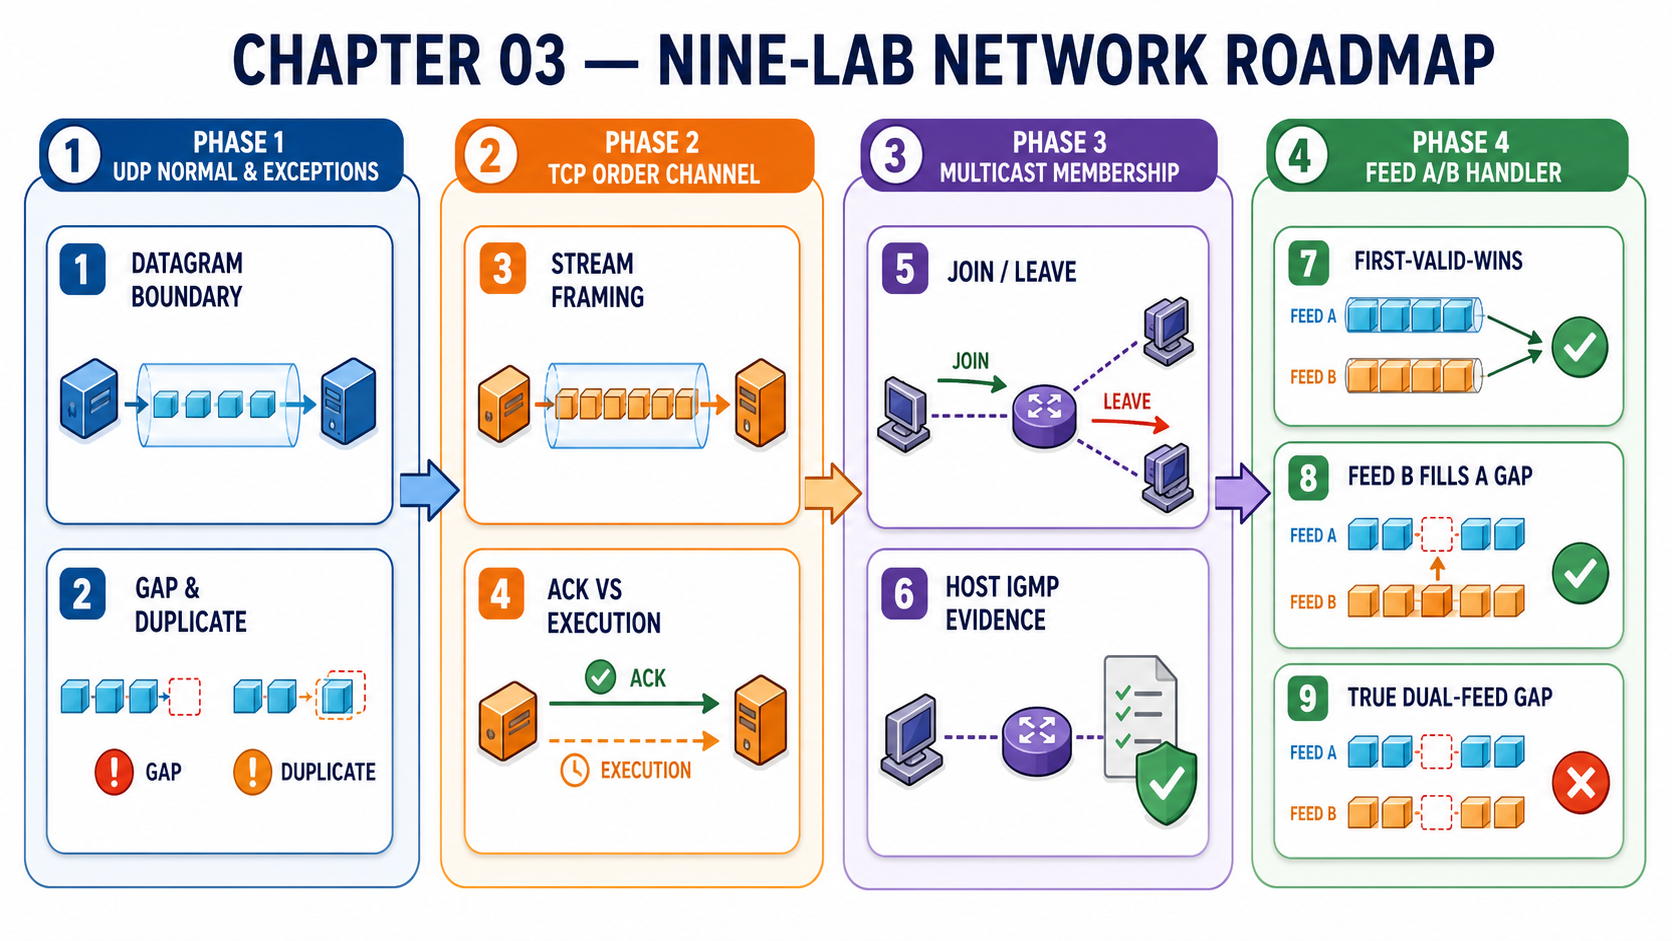 CHAPTER 03 — NINE-LAB NETWORK ROADMAP
1
PHASE 1
UDP NORMAL & EXCEPTIONS
1
DATAGRAM
BOUNDARY
2
GAP &
DUPLICATE
! GAP
! DUPLICATE
2
PHASE 2
TCP ORDER CHANNEL
3
STREAM
FRAMING
4
ACK VS
EXECUTION
ACK
EXECUTION
3
PHASE 3
MULTICAST MEMBERSHIP
5
JOIN / LEAVE
JOIN
LEAVE
6
HOST IGMP
EVIDENCE
4
PHASE 4
FEED A/B HANDLER
7
FIRST-VALID-WINS
FEED A
FEED B
8
FEED B FILLS A GAP
FEED A
FEED B
9
TRUE DUAL-FEED GAP
FEED A
FEED B